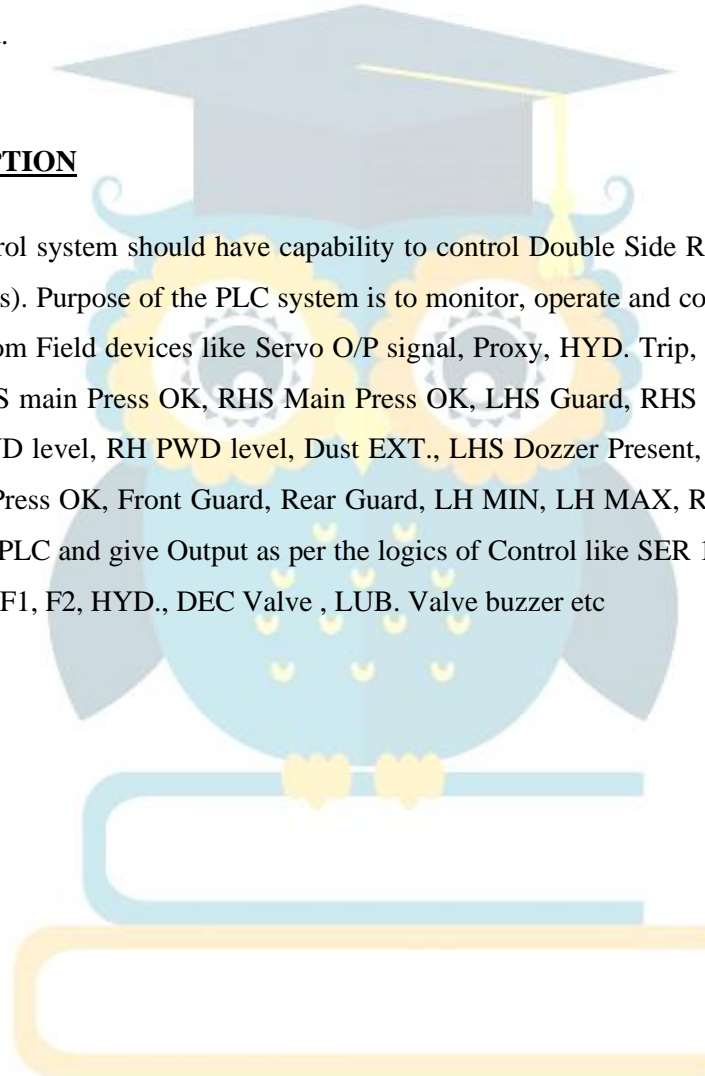 .
PTION
rol system should have capability to control Double Side R
s). Purpose of the PLC system is to monitor, operate and co
om Field devices like Servo O/P signal, Proxy, HYD. Trip,
S main Press OK, RHS Main Press OK, LHS Guard, RHS
D level, RH PWD level, Dust EXT., LHS Dozzer Present,
Press OK, Front Guard, Rear Guard, LH MIN, LH MAX, R
PLC and give Output as per the logics of Control like SER 1
F1, F2, HYD., DEC Valve , LUB. Valve buzzer etc